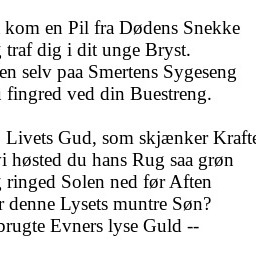 kom en Pil fra Dødens Snekke
traf dig i dit unge Bryst.
en selv paa Smertens Sygeseng
fingred ved din Buestreng.
Livets Gud, som skjænker Kraft
vi høsted du hans Rug saa grøn
ringed Solen ned før Aften
denne Lysets muntre Søn?
brugte Evners lyse Guld --